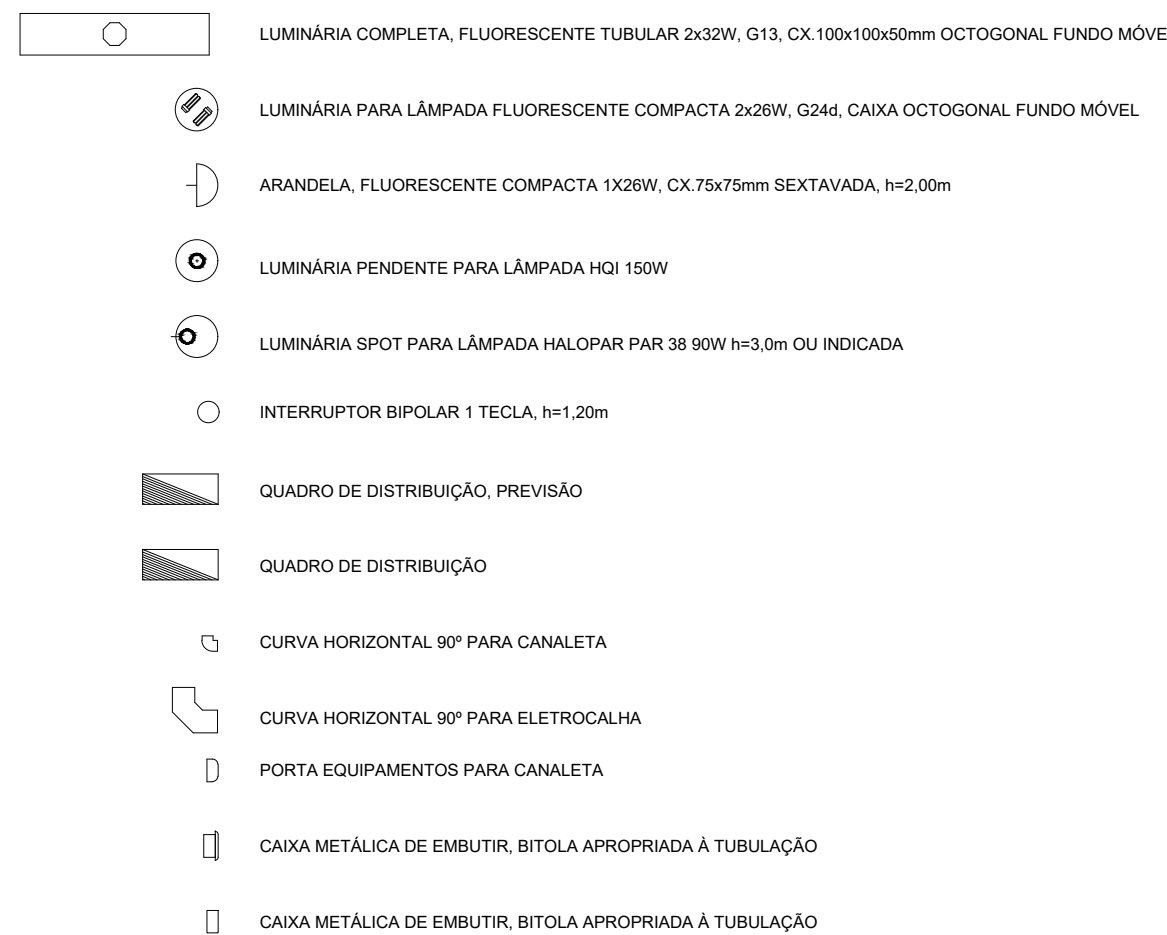 LUMINÁRIA COMPLETA, FLUORESCENTE TUBULAR 2x32W, G13, CX.100x100x50mm OCTOGONAL FUNDO MÓVE
LUMINÁRIA PARA LÂMPADA FLUORESCENTE COMPACTA 2x26W, G24d, CAIXA OCTOGONAL FUNDO MÓVEL
ARANDELA, FLUORESCENTE COMPACTA 1X26W, CX.75x75mm SEXTAVADA, h=2,00m
LUMINÁRIA PENDENTE PARA LÂMPADA HQI 150W
LUMINÁRIA SPOT PARA LÂMPADA HALOPAR PAR 38 90W h=3,0m OU INDICADA
INTERRUPTOR BIPOLAR 1 TECLA, h=1,20m
QUADRO DE DISTRIBUIÇÃO, PREVISÃO
QUADRO DE DISTRIBUIÇÃO
CURVA HORIZONTAL 90º PARA CANALETA
CURVA HORIZONTAL 90º PARA ELETROCALHA
PORTA EQUIPAMENTOS PARA CANALETA
CAIXA METÁLICA DE EMBUTIR, BITOLA APROPRIADA À TUBULAÇÃO
CAIXA METÁLICA DE EMBUTIR, BITOLA APROPRIADA À TUBULAÇÃO